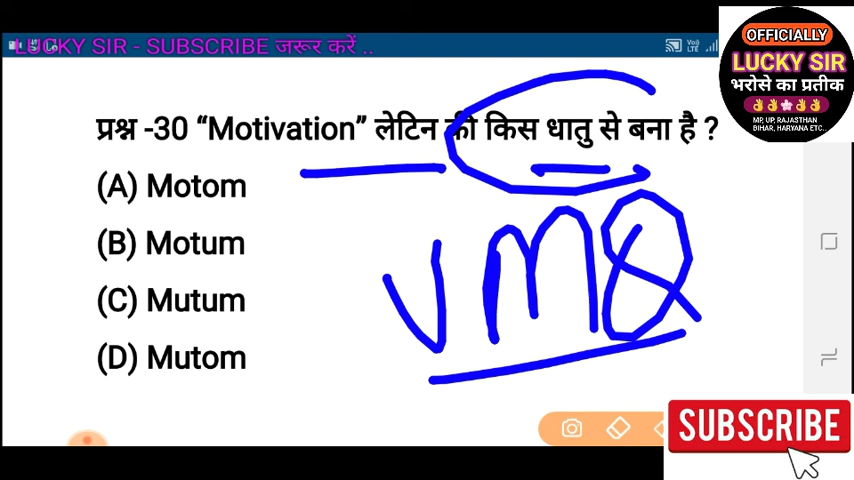 LUCKY SIR - SUBSCRIBE जरूर करें ..
OFFICIALLY
LUCKY SIR
भरोसे का प्रतीक
MP, UP, RAJASTHAN
BIHAR, HARYANA ETC..
प्रश्न -30 “Motivation” लेटिन की किस धातु से बना है ?
(A) Motom
(B) Motum
(C) Mutum
(D) Mutom
VMQ
SUBSCRIBE